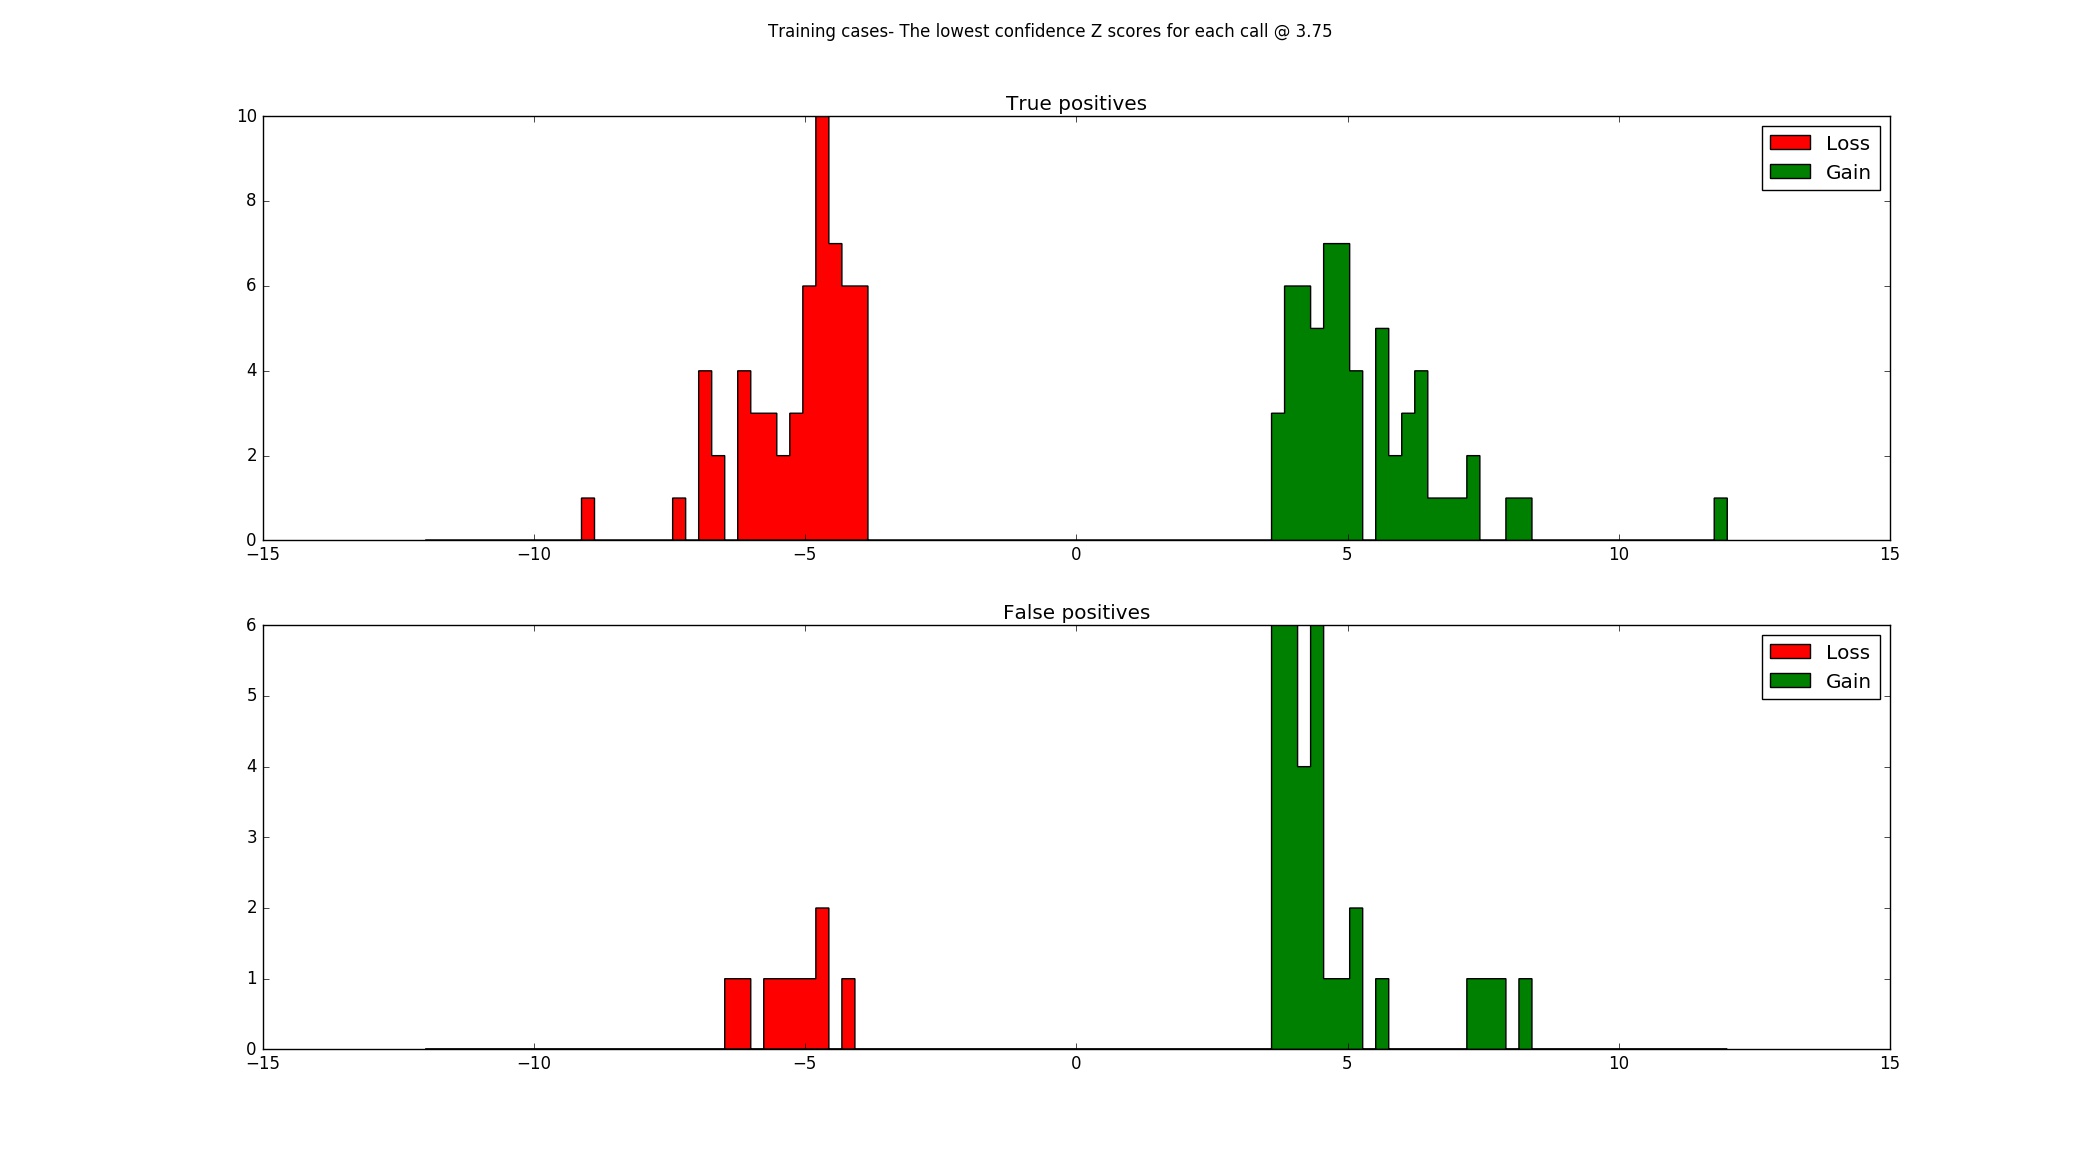 Training cases- The lowest confidence Z scores for each call @ 3.75
True positives
10
8
6
4
2
0
Loss
Gain
−15 −10 −5 0 5 10 15
False positives
6
5
4
3
2
1
0
Loss
Gain
−15 −10 −5 0 5 10 15